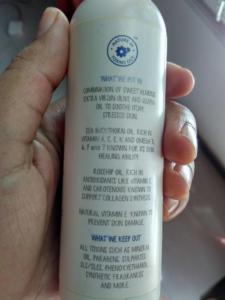 WHAT WE PUT IN
COMBINATION OF SWEET ALMOND,
EXTRA VIRGIN OLIVE AND JOJOBA
OIL TO SOOTHE ITCHY,
STRESSED SKIN.
SEA BUCKTHORN OIL, RICH IN
VITAMIN A, C, E, K AND OMEGA 3,
6, 9 AND 7 KNOWN FOR ITS SKIN
HEALING ABILITY.
ROSEHIP OIL, RICH IN
ANTIOXIDANTS LIKE VITAMIN E
AND CAROTENOIDS KNOWN TO
SUPPORT COLLAGEN SYNTHESIS.
NATURAL VITAMIN E KNOWN TO
PREVENT SKIN DAMAGE.
WHAT WE KEEP OUT
ALL TOXINS SUCH AS MINERAL
OIL, PARABENS, SULPHATES
SLS/SLES, PHENOXYETHANOL,
SYNTHETIC FRAGRANCES
AND MORE.